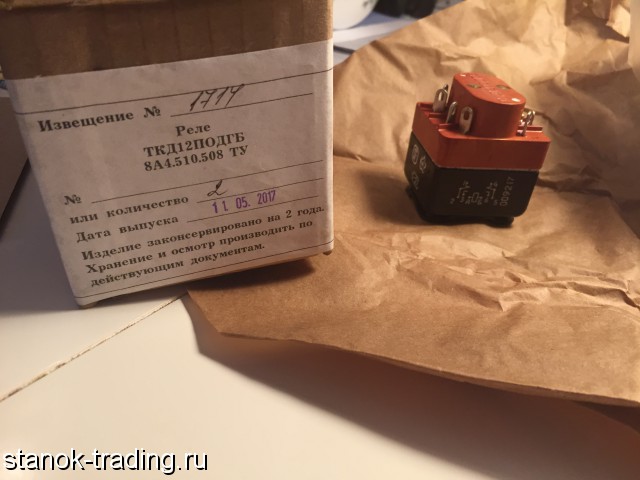 Извещение № 1714
Реле
ТКД12ПОДГБ
8А4.510.508 ТУ
№
или количество 2
Дата выпуска 11 05. 2017
Изделие законсервировано на 2 года.
Хранение и осмотр производить по
действующим документам.
009217
stanok-trading.ru